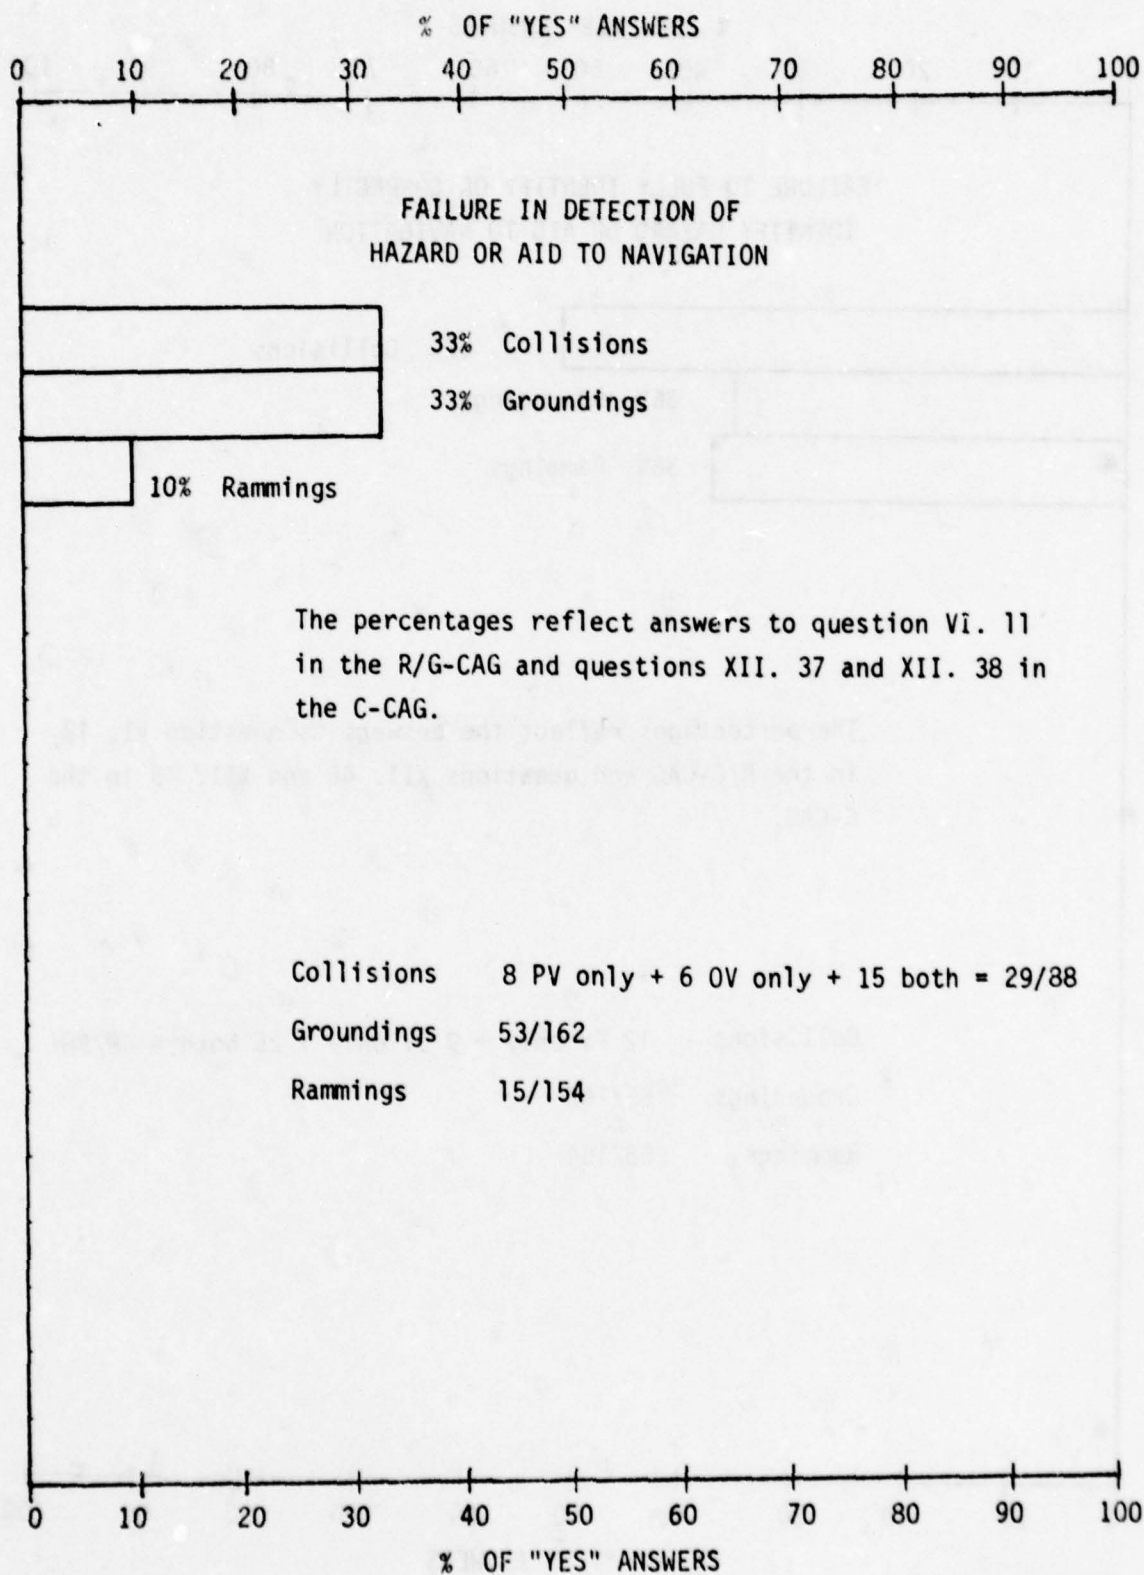 % OF "YES" ANSWERS
0 10 20 30 40 50 60 70 80 90 100
FAILURE IN DETECTION OF
HAZARD OR AID TO NAVIGATION
33% Collisions
33% Groundings
10% Rammings
The percentages reflect answers to question VI. 11
in the R/G-CAG and questions XII. 37 and XII. 38 in
the C-CAG.
Collisions 8 PV only + 6 OV only + 15 both = 29/88
Groundings 53/162
Rammings 15/154
0 10 20 30 40 50 60 70 80 90 100
% OF "YES" ANSWERS